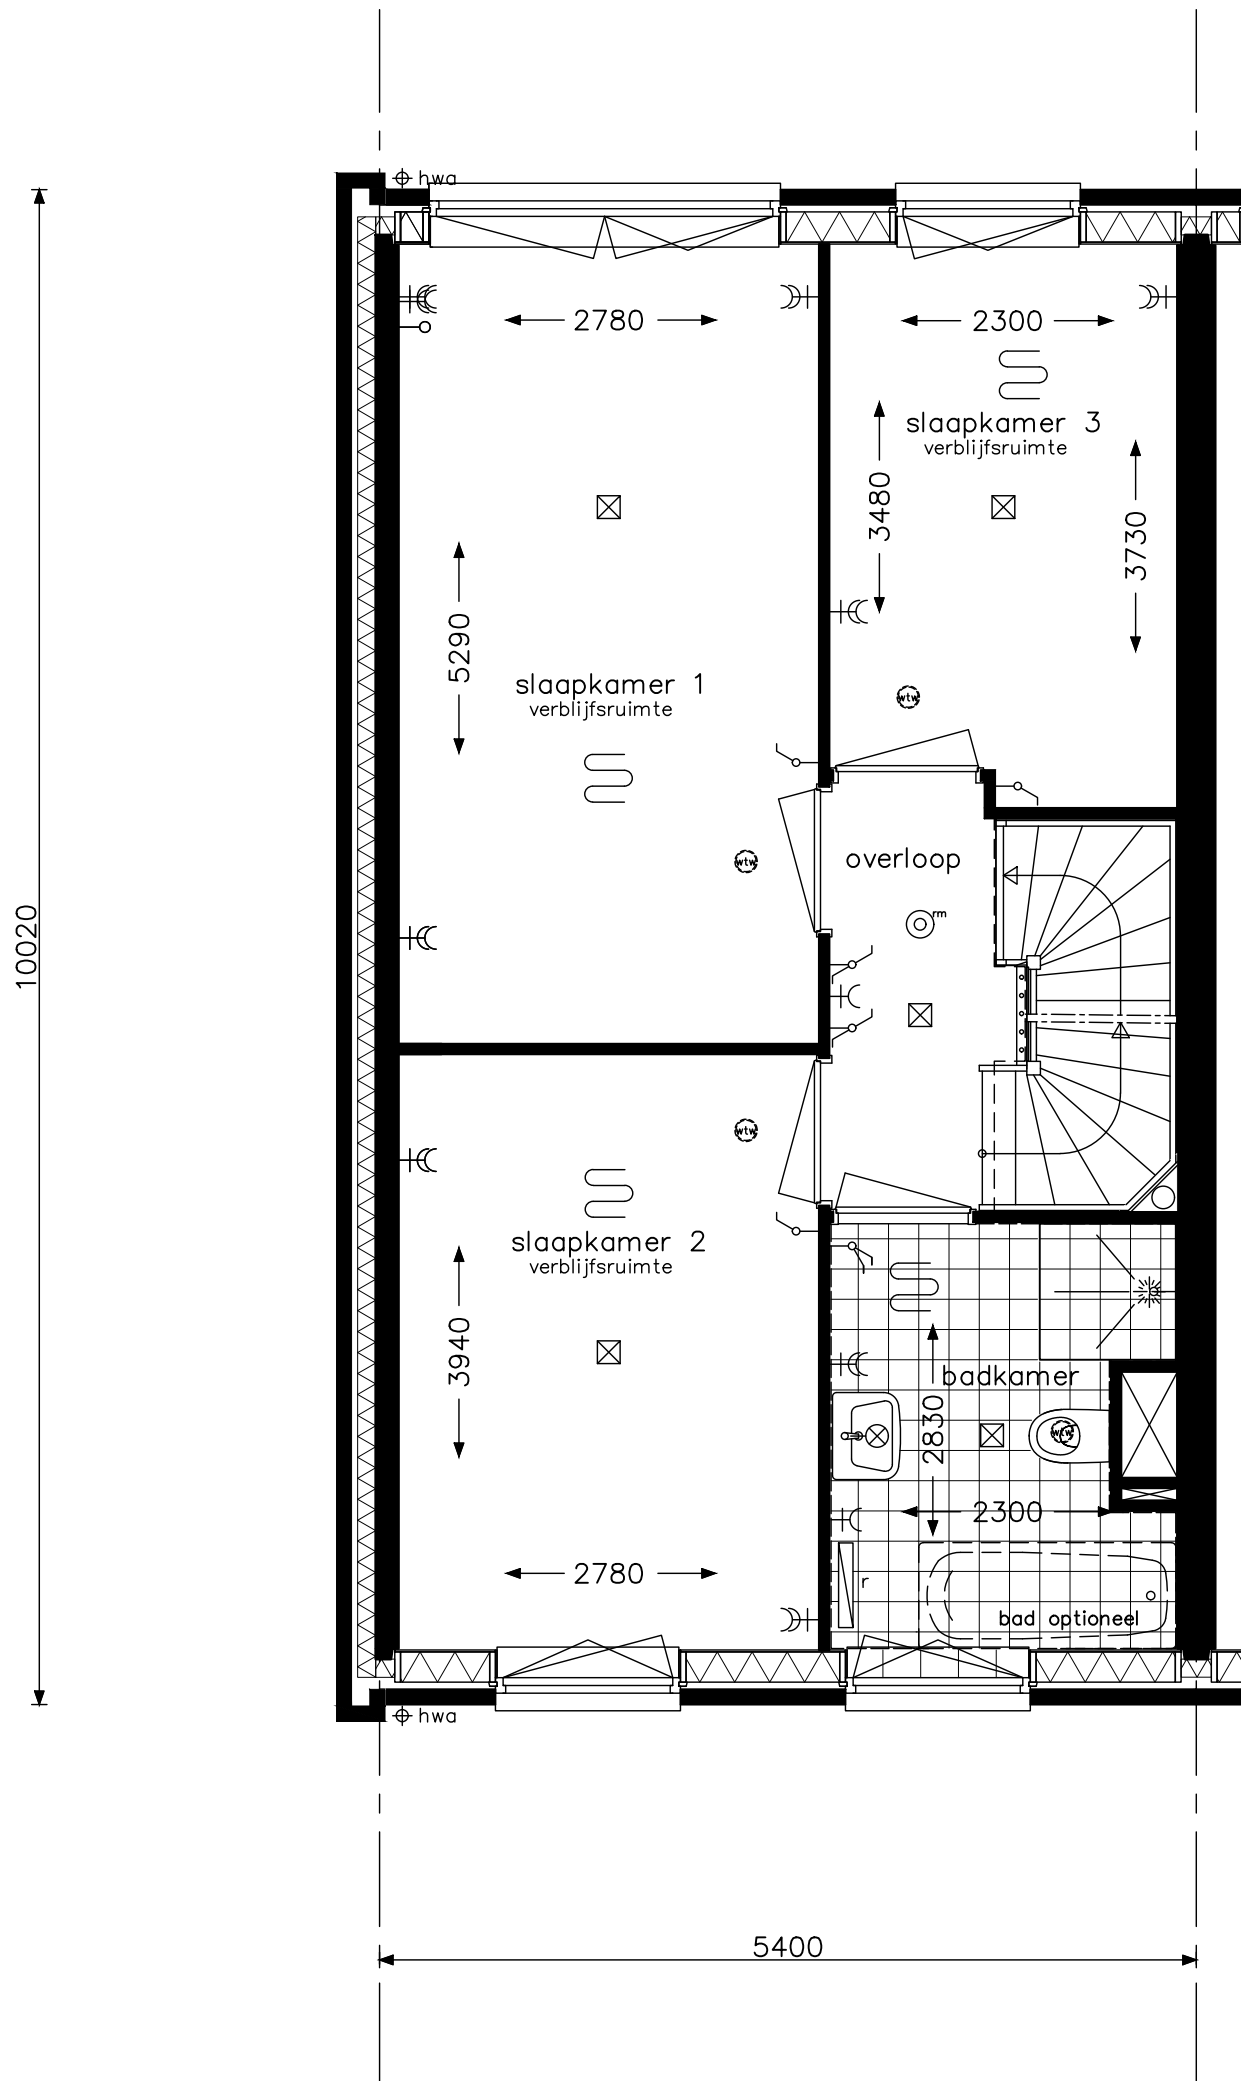 hwa
2780
2300
slaapkamer 3
verblijfsruimte
3480
3730
5290
slaapkamer 1
verblijfsruimte
wtw
wtw
overloop
rm
10020
wtw
slaapkamer 2
verblijfsruimte
3940
badkamer
2830
wtw
2300
2780
r
bad optioneel
hwa
5400